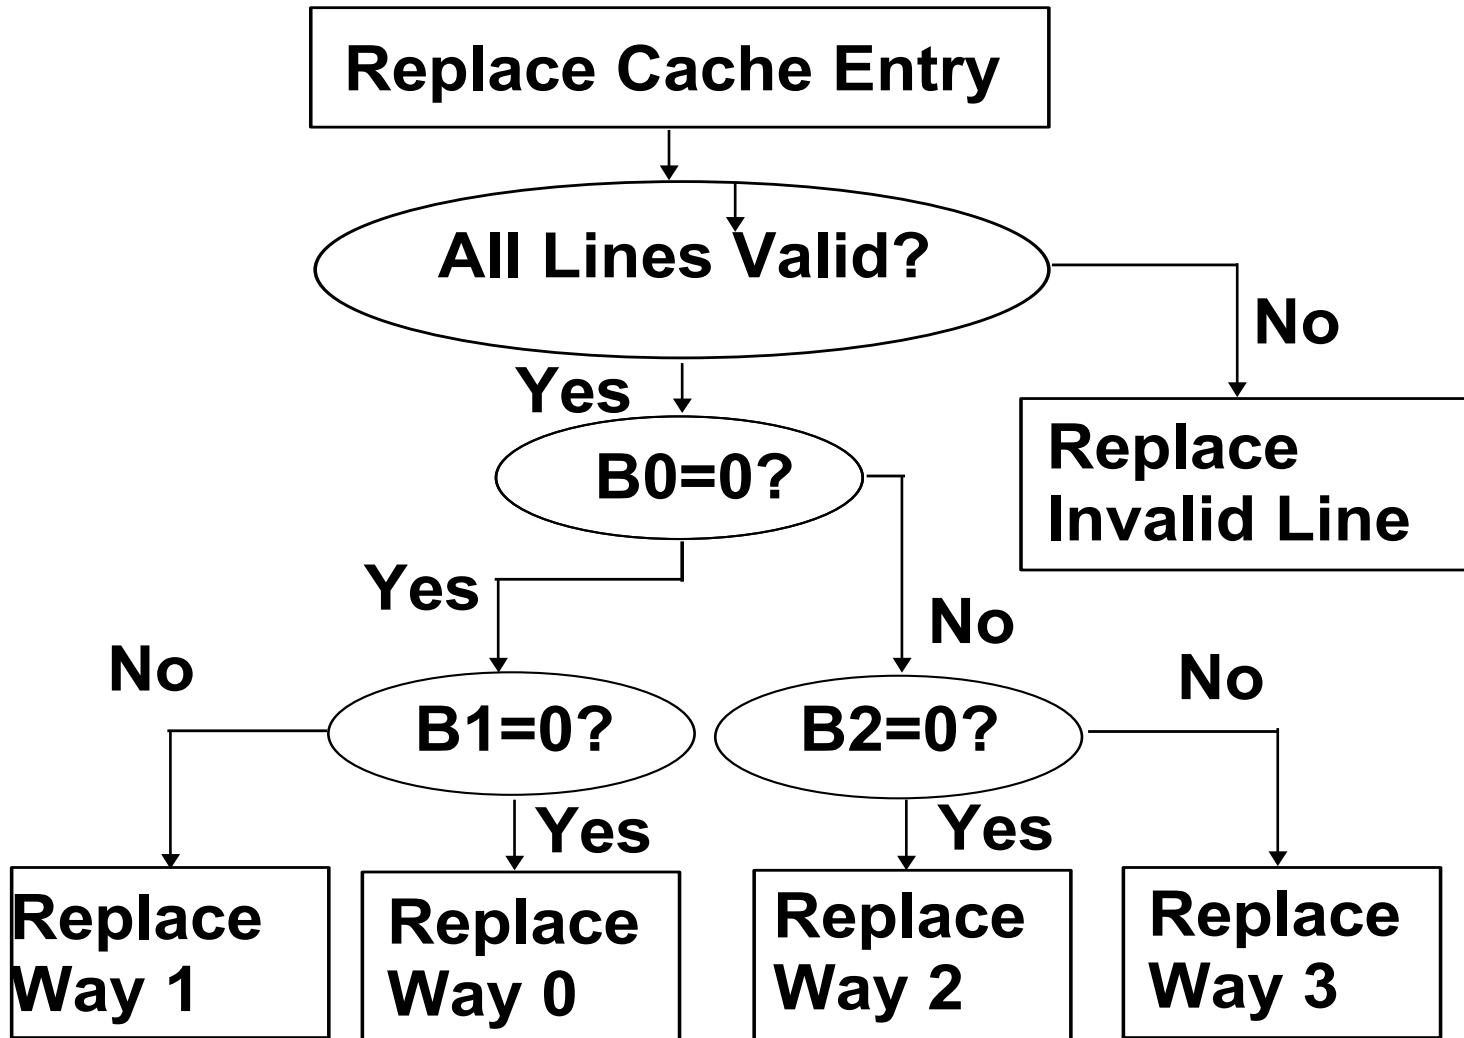 Replace Cache Entry
All Lines Valid?
No
Yes
B0=0?
Replace
Invalid Line
Yes
No
No
No
B1=0?
B2=0?
Yes
Yes
Replace
Way 1
Replace
Way 0
Replace
Way 2
Replace
Way 3